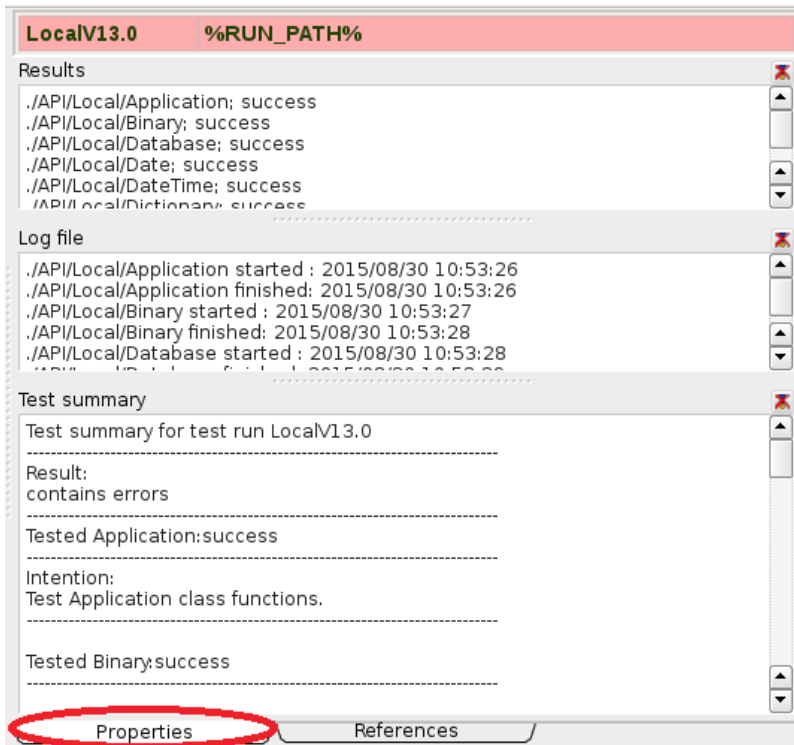 LocalV13.0 %RUN_PATH%
Results
./API/Local/Application; success
./API/Local/Binary; success
./API/Local/Database; success
./API/Local/Date; success
./API/Local/DateTime; success
./API/Local/Dictionary; success
Log file
./API/Local/Application started : 2015/08/30 10:53:26
./API/Local/Application finished: 2015/08/30 10:53:26
./API/Local/Binary started : 2015/08/30 10:53:27
./API/Local/Binary finished: 2015/08/30 10:53:28
./API/Local/Database started : 2015/08/30 10:53:28
Test summary
Test summary for test run LocalV13.0
------------------------------------------------------------------------------
Result:
contains errors
------------------------------------------------------------------------------
Tested Application:success
------------------------------------------------------------------------------
Intention:
Test Application class functions.
------------------------------------------------------------------------------
Tested Binary:success
------------------------------------------------------------------------------
Properties References